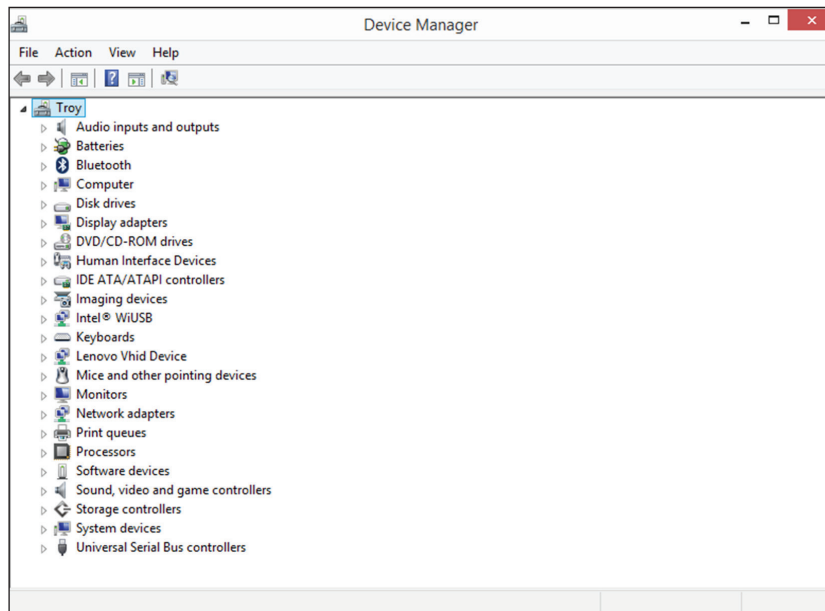 Device Manager
File Action View Help
Troy
Audio inputs and outputs
Batteries
Bluetooth
Computer
Disk drives
Display adapters
DVD/CD-ROM drives
Human Interface Devices
IDE ATA/ATAPI controllers
Imaging devices
Intel® WiUSB
Keyboards
Lenovo Vhid Device
Mice and other pointing devices
Monitors
Network adapters
Print queues
Processors
Software devices
Sound, video and game controllers
Storage controllers
System devices
Universal Serial Bus controllers